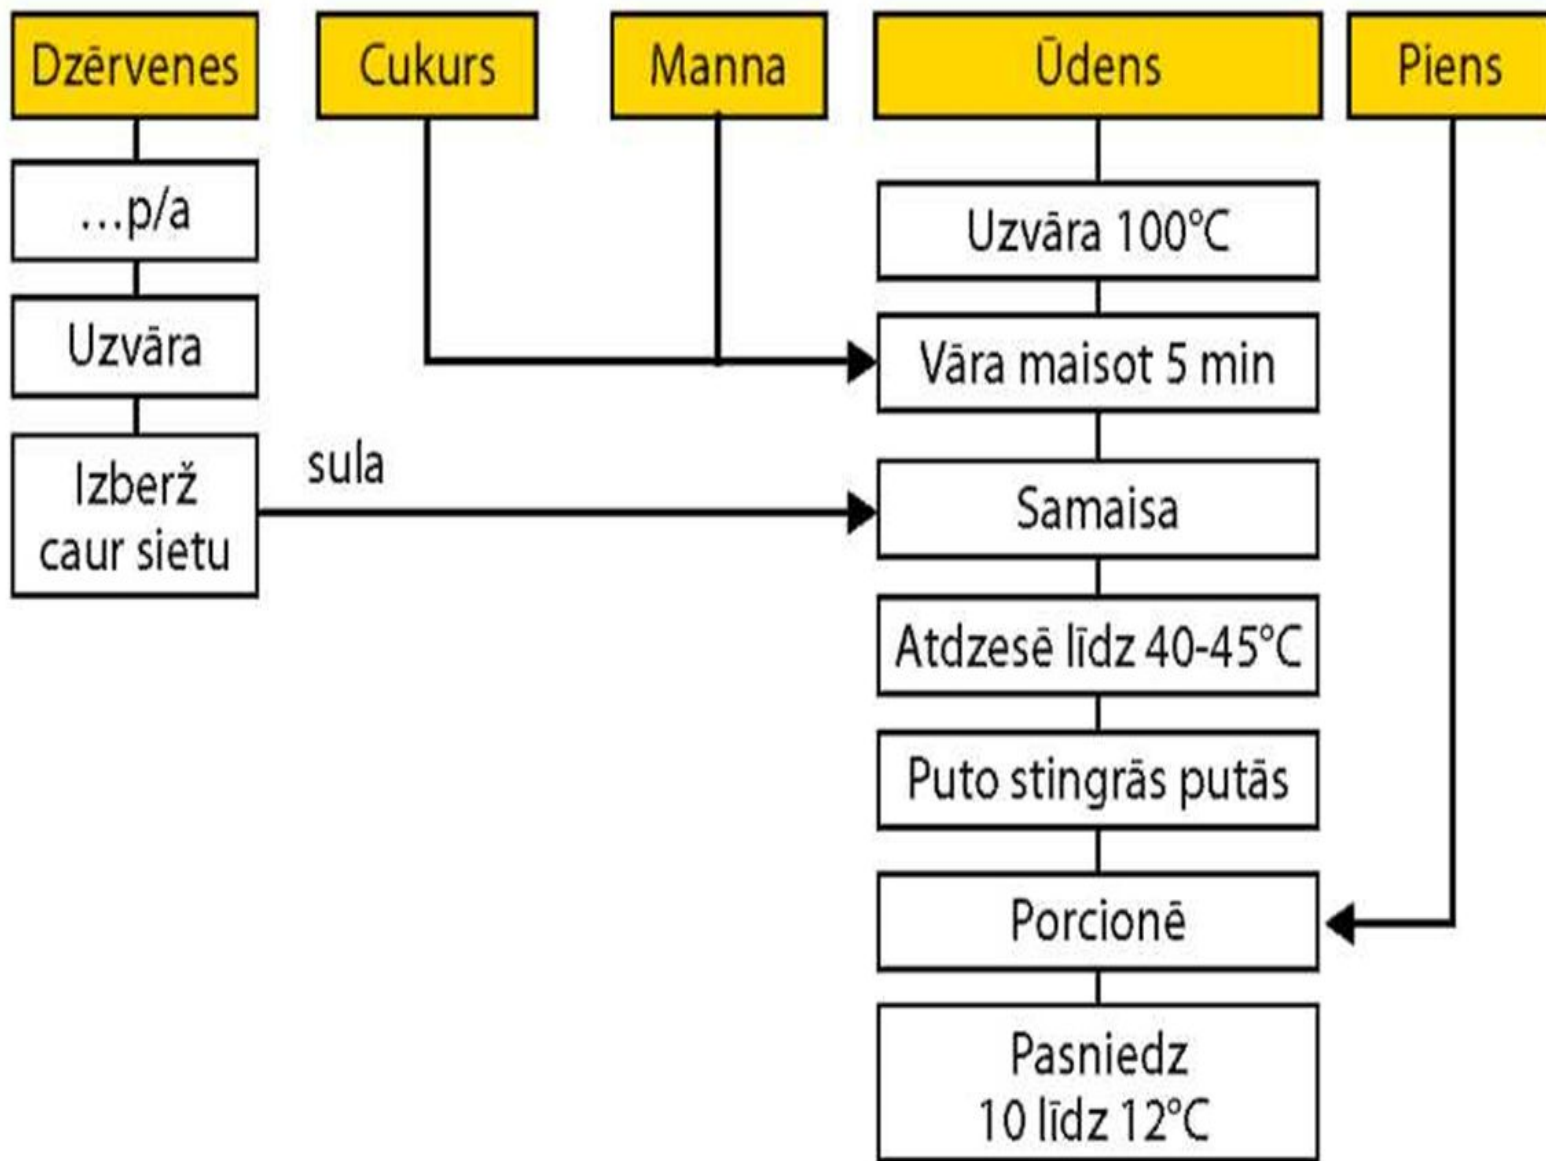 Dzērvenes
Cukurs
Manna
Ūdens
Piens
...p/a
Uzvāra
Izberž
caur sietu
sula
Uzvāra 100°C
Vāra maisot 5 min
Samaisa
Atdzesē līdz 40-45°C
Puto stingrās putās
Porcionē
Pasniedz
10 līdz 12°C